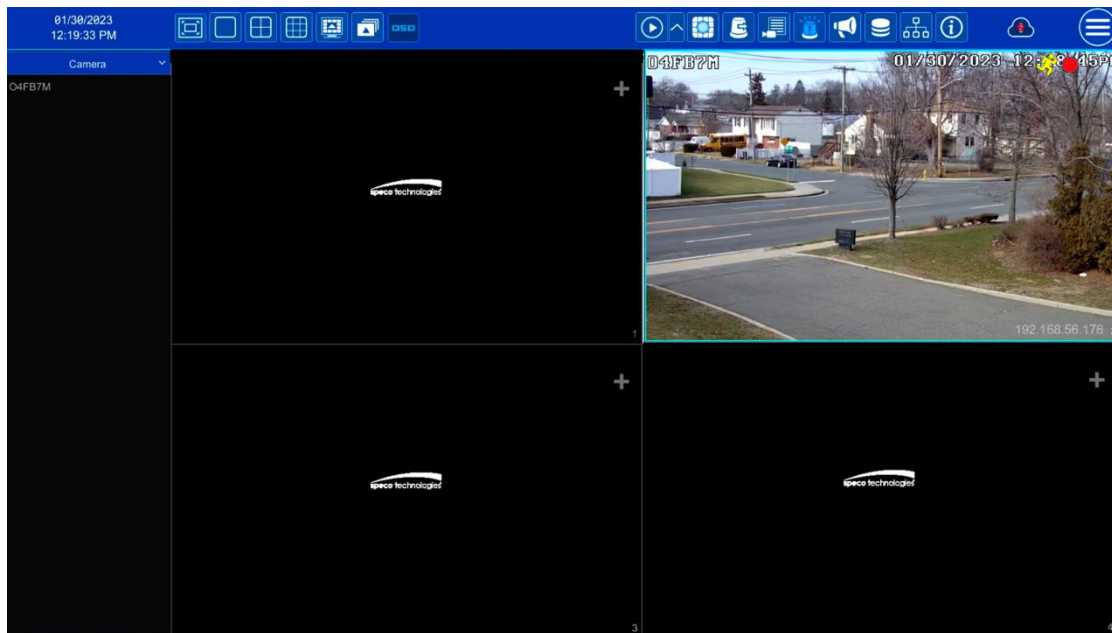 01/30/2023
12:19:33 PM
OSD
Camera
O4FB7M
speco technologies
1
O4FB7M
01/30/2023
192.168.56.176
speco technologies
3
speco technologies